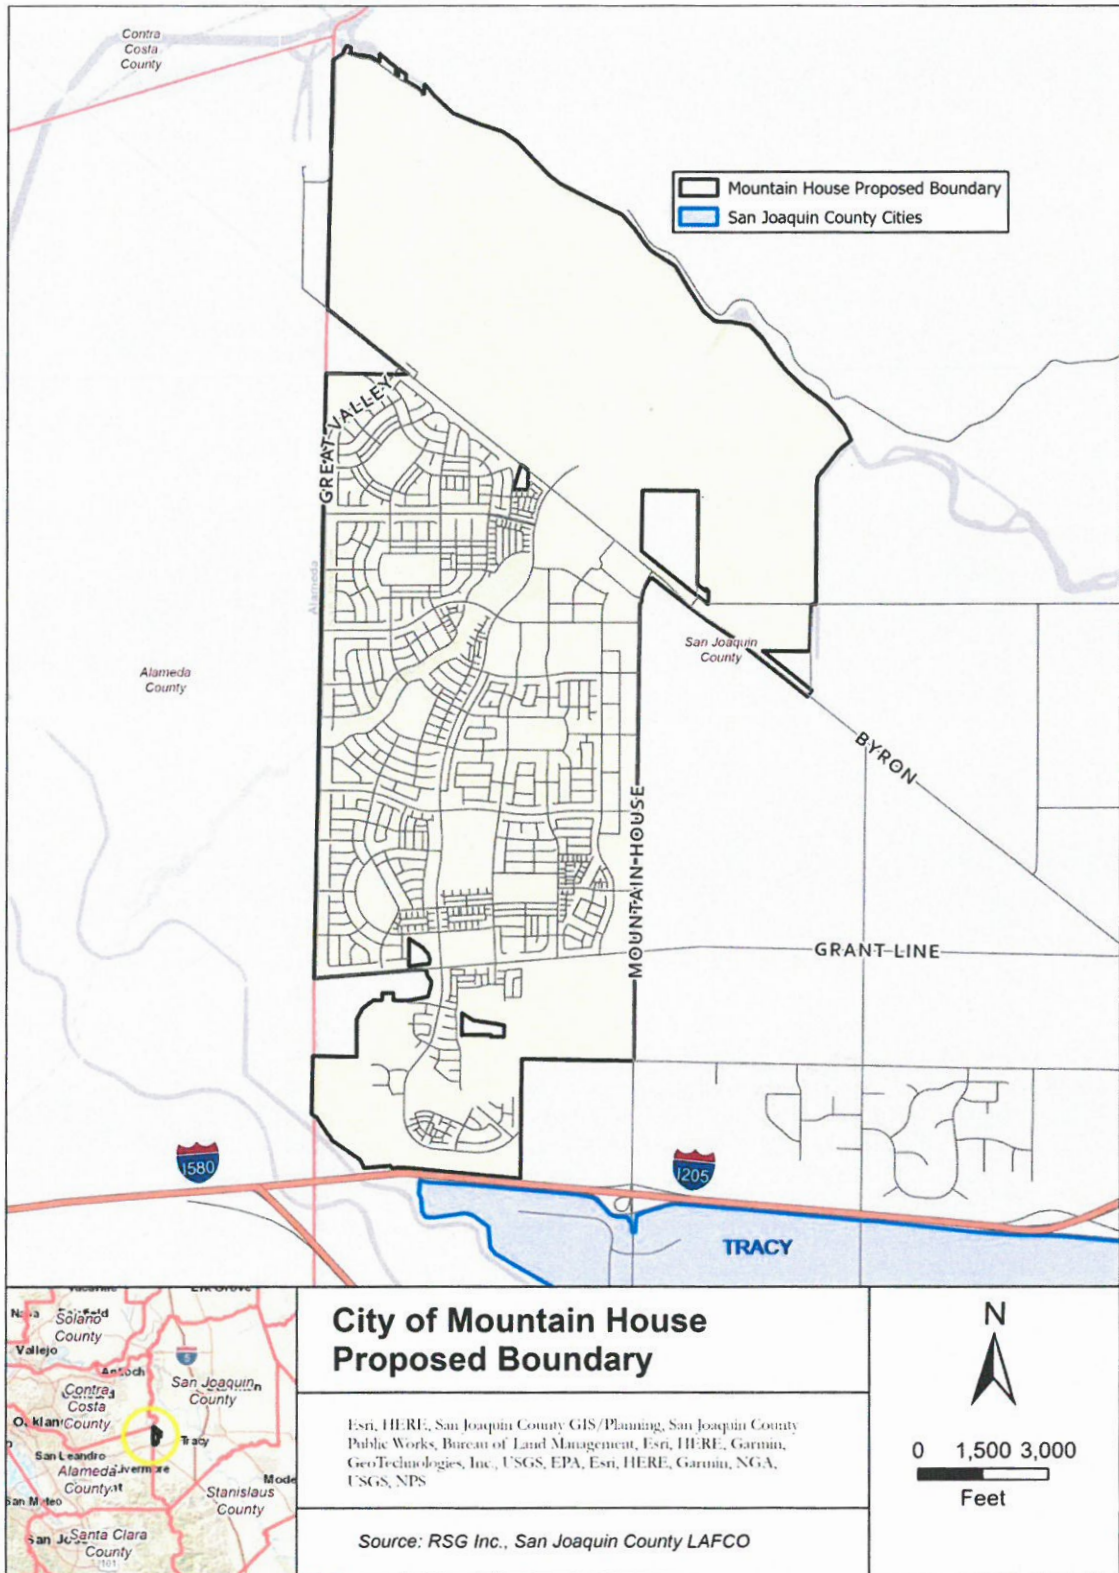 Contra
Costa
County
Mountain House Proposed Boundary
San Joaquin County Cities
GREAT VALLEY
Alameda
San Joaquin
County
Alameda
County
BYRON
MOUNTAIN HOUSE
GRANT LINE
I580
I205
TRACY
Solano
County
Vallejo
San Joaquin
County
Contra
Costa
County
Tracy
San Leandro
Alameda
County
Stanislaus
County
Santa Clara
County
101
5
City of Mountain House
Proposed Boundary
Esri, HERE, San Joaquin County GIS/Planning, San Joaquin County
Public Works, Bureau of Land Management, Esri, HERE, Garmin,
GeoTechnologies, Inc., USGS, EPA, Esri, HERE, Garmin, NGA,
USGS, NPS
Source: RSG Inc., San Joaquin County LAFCO
N
0 1,500 3,000
Feet